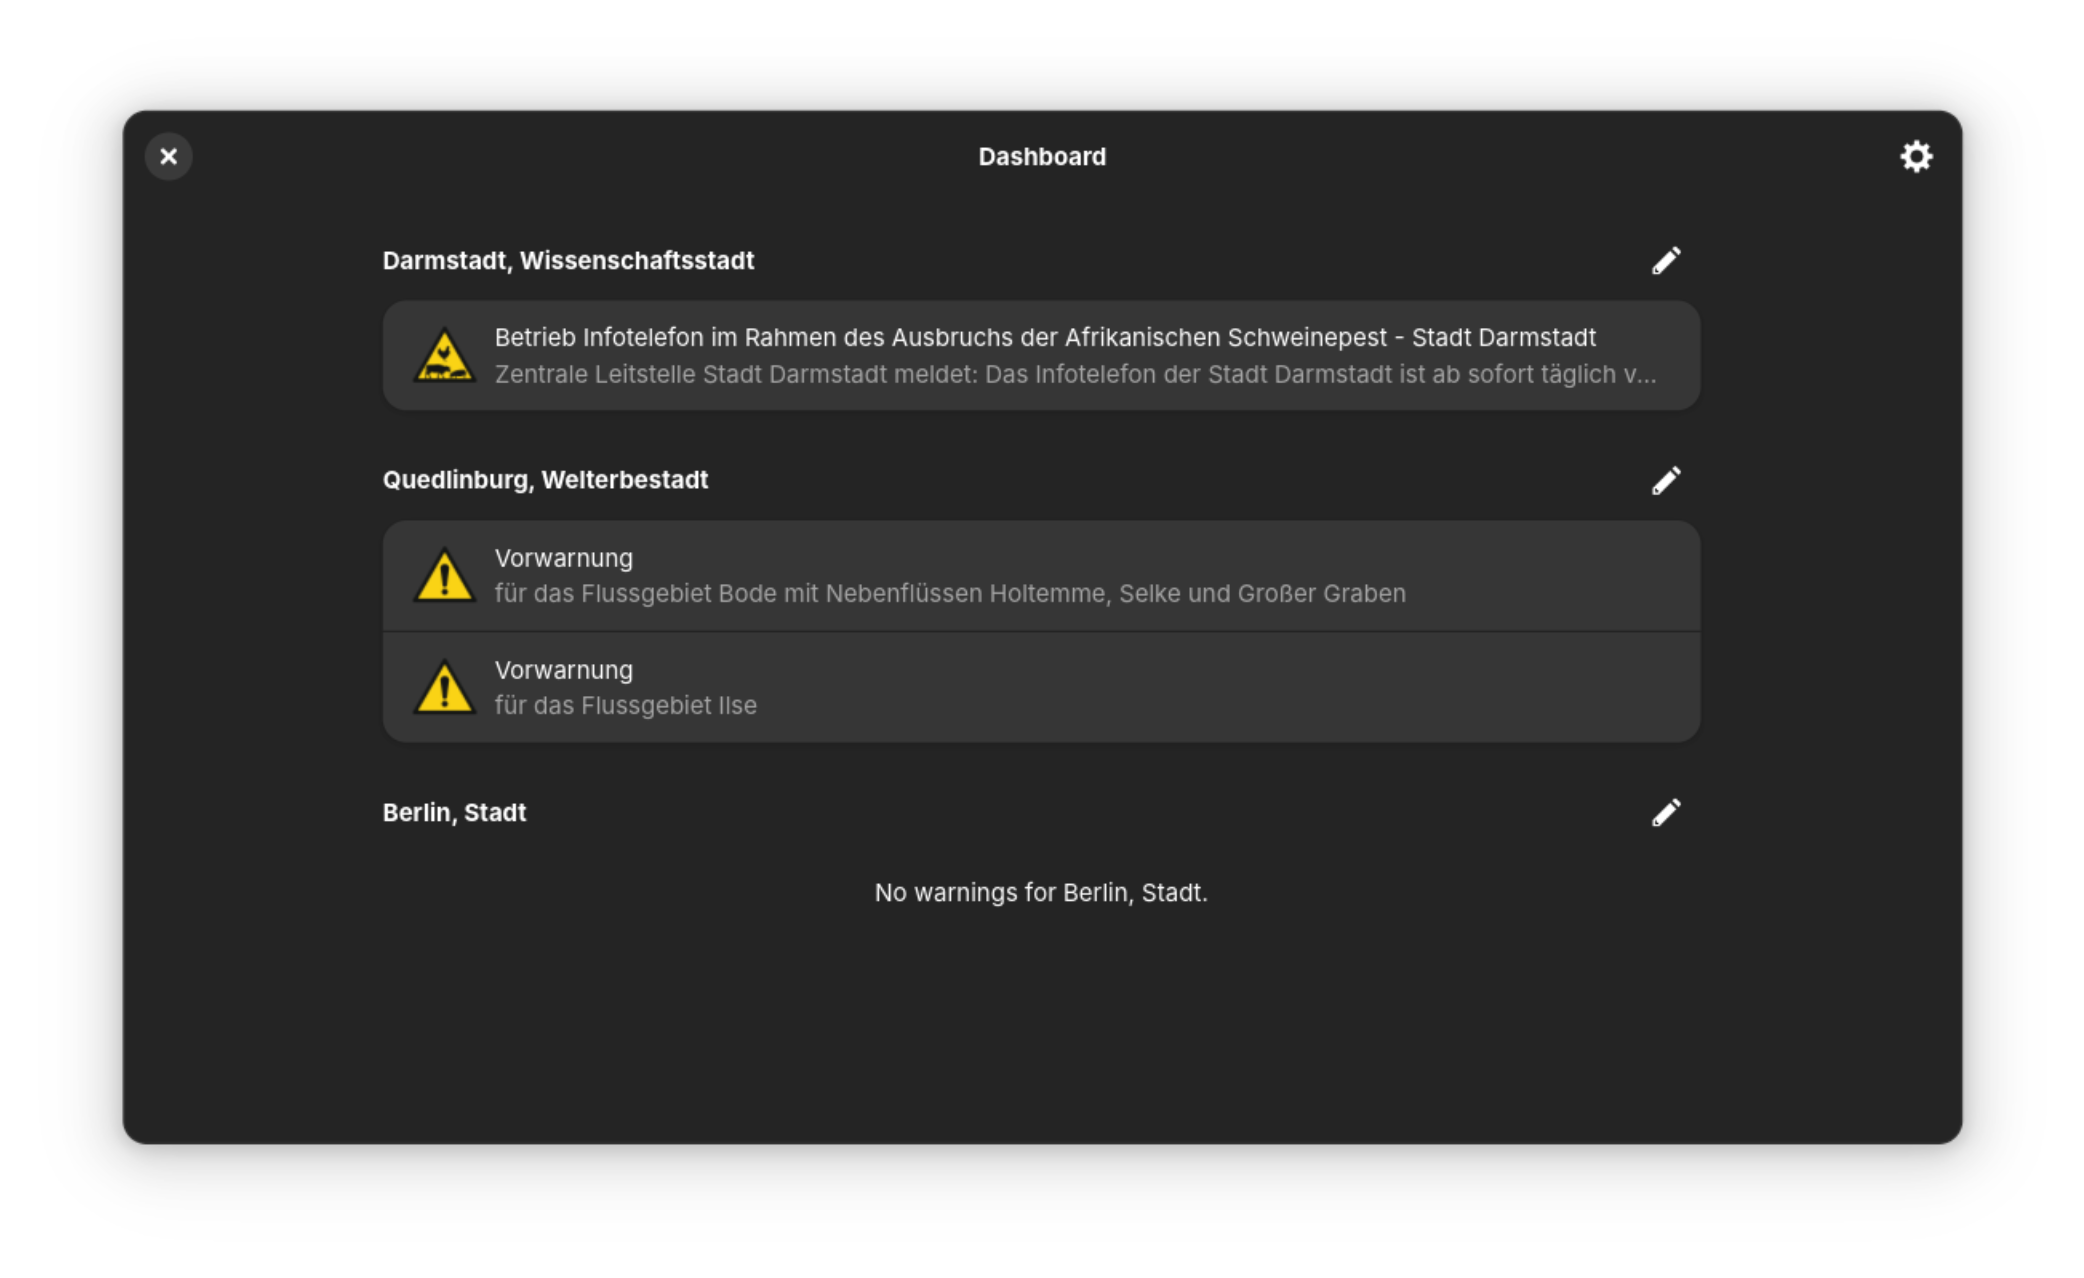 Dashboard
Darmstadt, Wissenschaftsstadt
Betrieb Infotelefon im Rahmen des Ausbruchs der Afrikanischen Schweinepest - Stadt Darmstadt
Zentrale Leitstelle Stadt Darmstadt meldet: Das Infotelefon der Stadt Darmstadt ist ab sofort täglich v...
Quedlinburg, Welterbestadt
Vorwarnung
für das Flussgebiet Bode mit Nebenflüssen Holtemme, Selke und Großer Graben
Vorwarnung
für das Flussgebiet Ilse
Berlin, Stadt
No warnings for Berlin, Stadt.